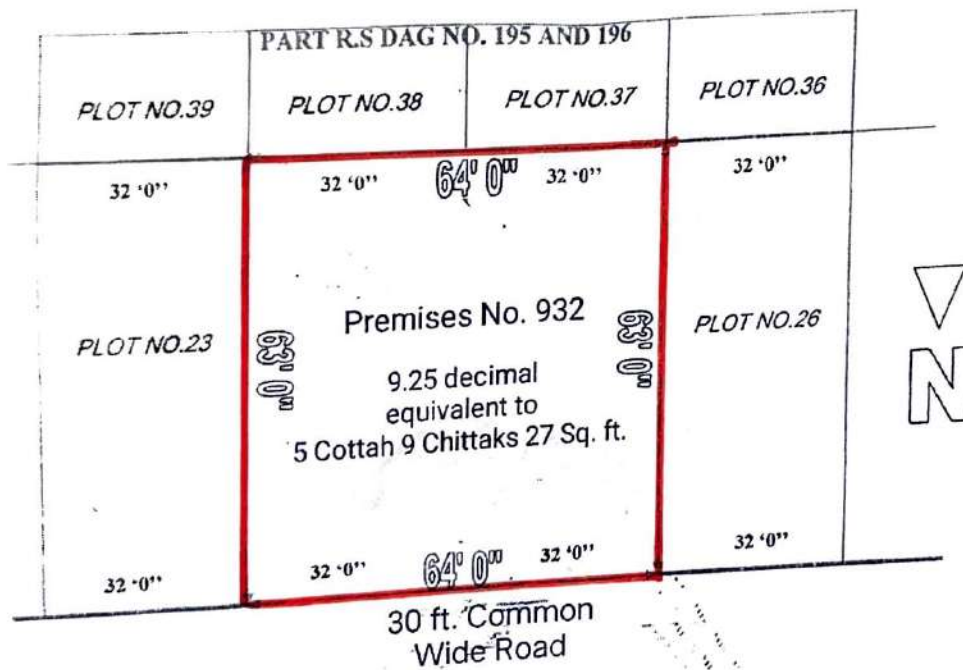 PART R.S DAG NO. 195 AND 196
PLOT NO.39
PLOT NO.38
PLOT NO.37
PLOT NO.36
32 '0"
32 '0"
64' 0"
32 '0"
32 '0"
PLOT NO.23
63' 0"
Premises No. 932
9.25 decimal
equivalent to
5 Cottah 9 Chittaks 27 Sq. ft.
63' 0"
PLOT NO.26
N
32 '0"
32 '0"
64' 0"
32 '0"
32 '0"
30 ft. Common
Wide Road